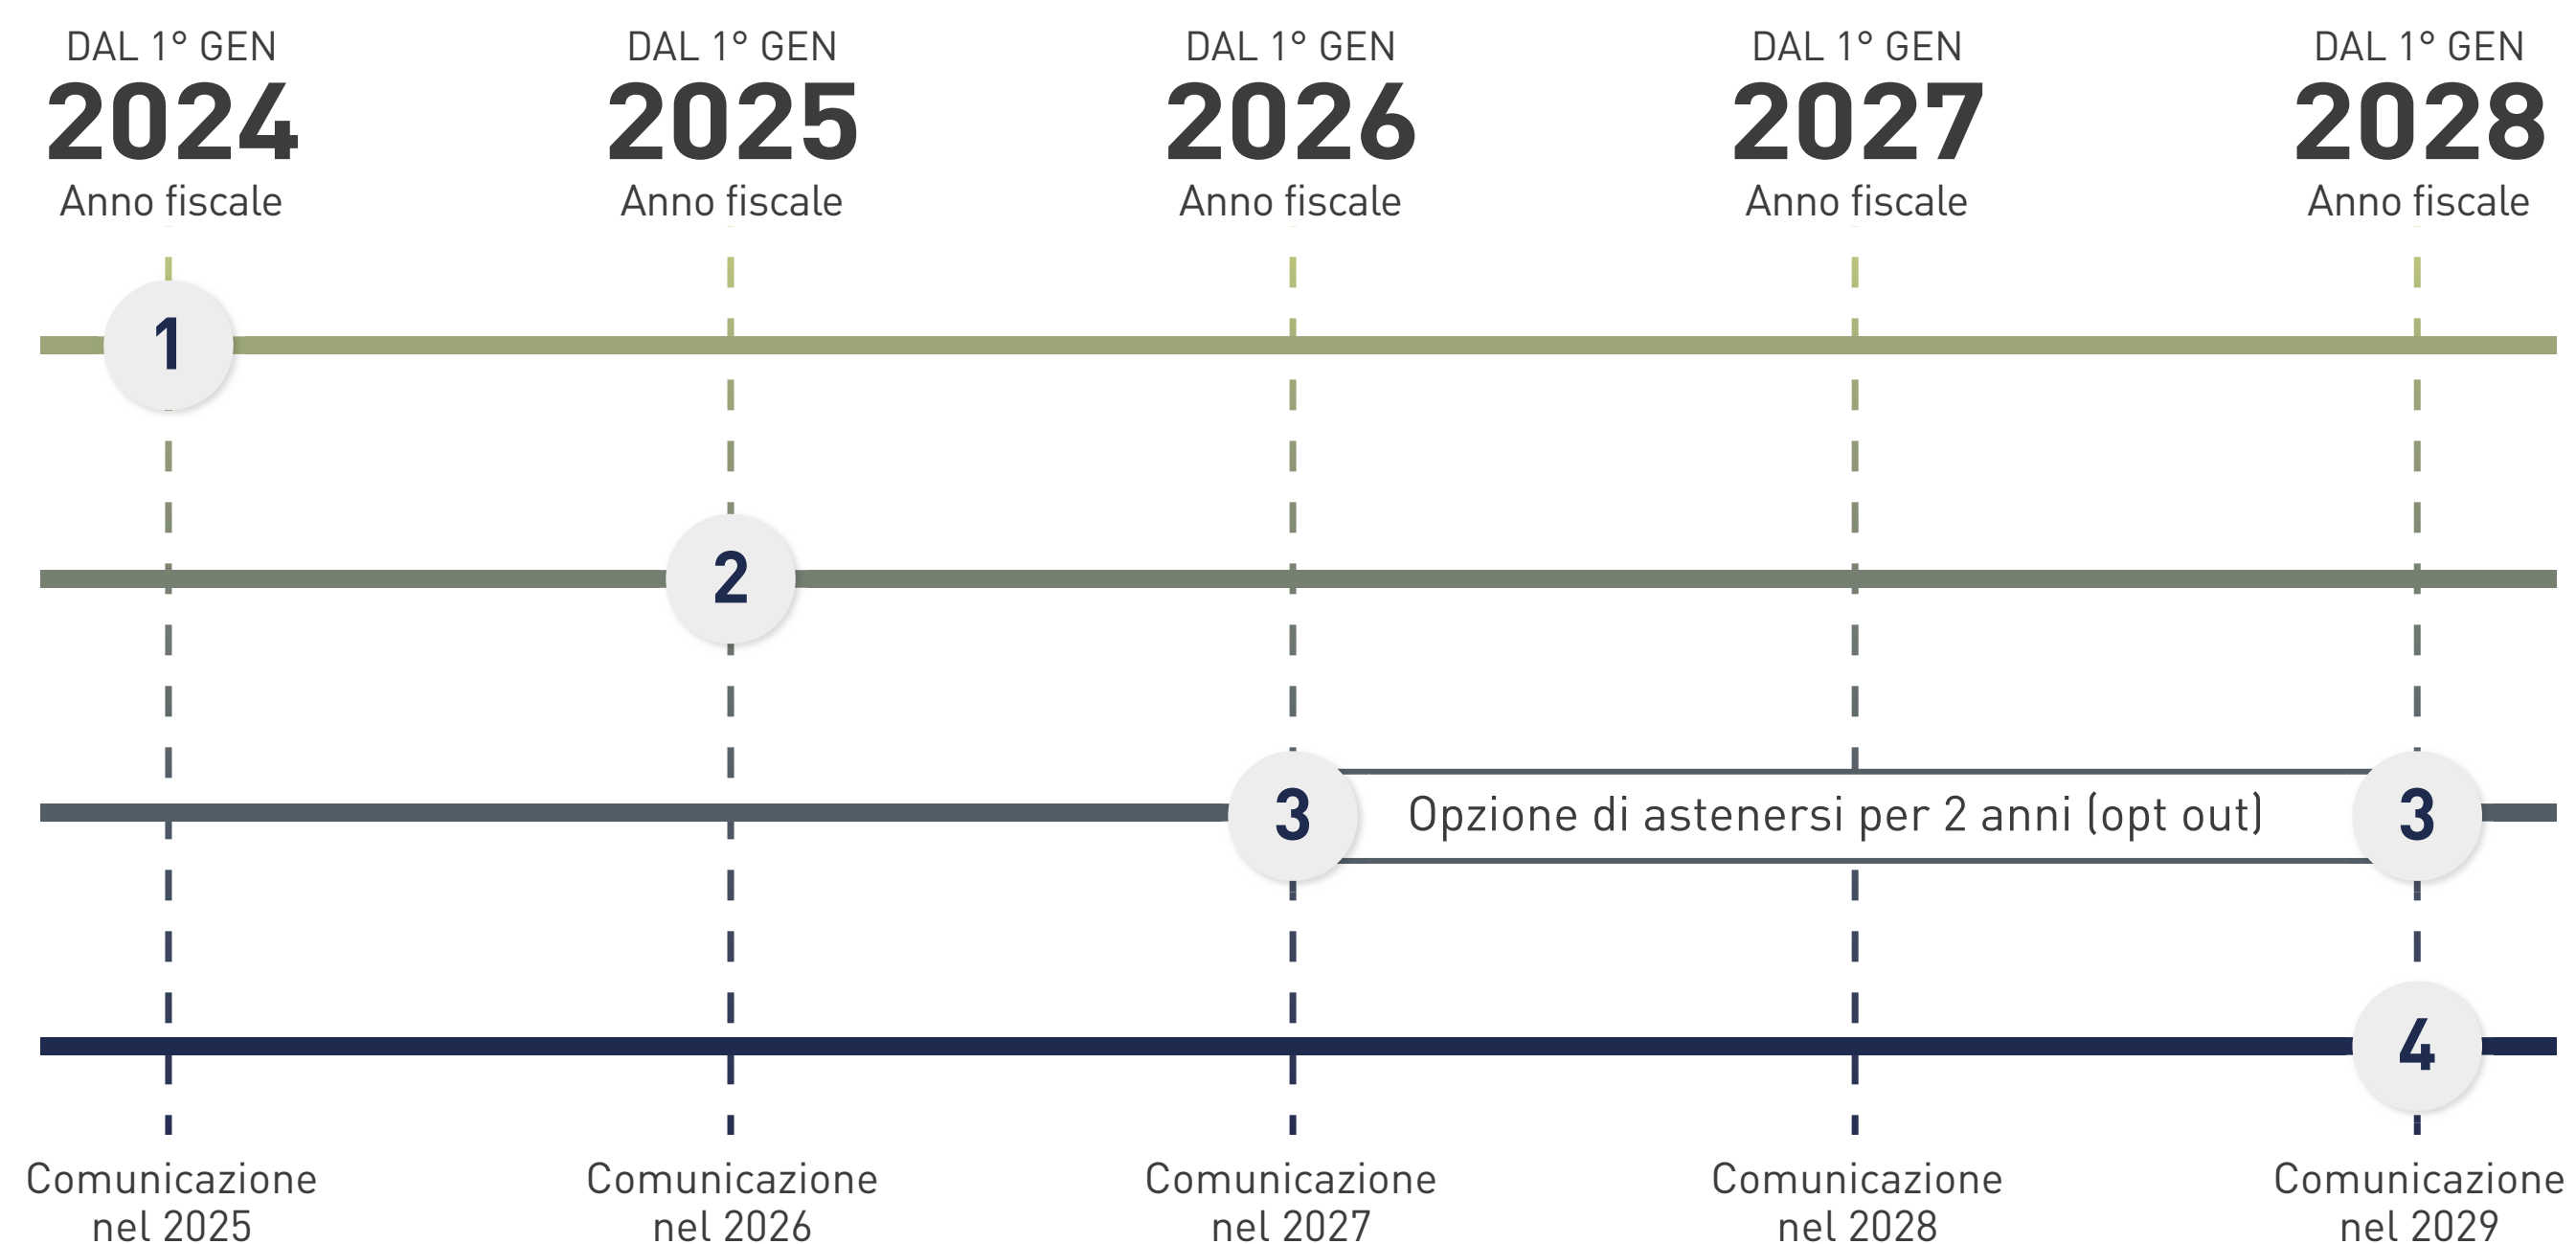 DAL 1° GEN
2024
Anno fiscale
DAL 1° GEN
2025
Anno fiscale
DAL 1° GEN
2026
Anno fiscale
DAL 1° GEN
2027
Anno fiscale
DAL 1° GEN
2028
Anno fiscale
1
2
3
Opzione di astenersi per 2 anni (opt out)
3
4
Comunicazione
nel 2025
Comunicazione
nel 2026
Comunicazione
nel 2027
Comunicazione
nel 2028
Comunicazione
nel 2029